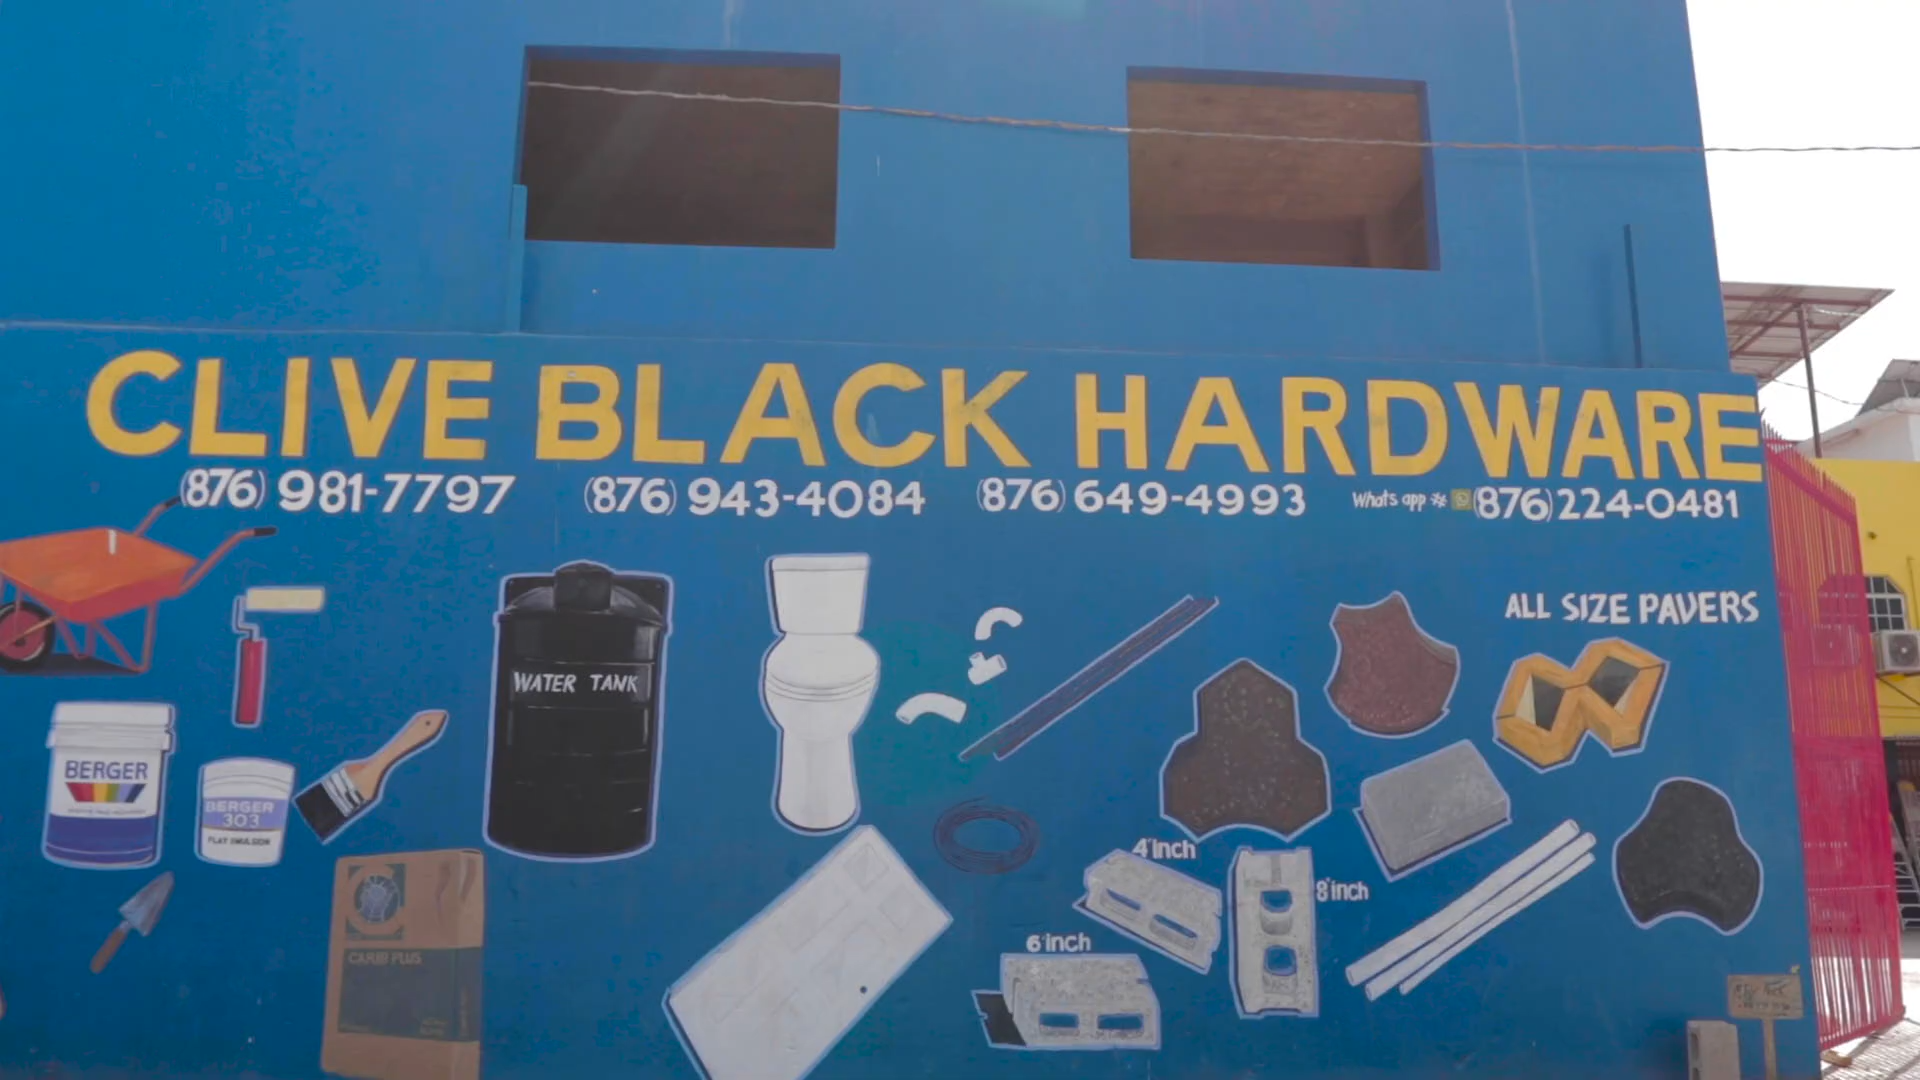 CLIVE BLACK HARDWARE
(876) 981-7797 (876) 943-4084 (876) 649-4993 Whats app # (876) 224-0481
ALL SIZE PAVERS
WATER TANK
BERGER
BERGER
303
FLAT EMULSION
4"inch
8"inch
6"inch
CARIB PLUS